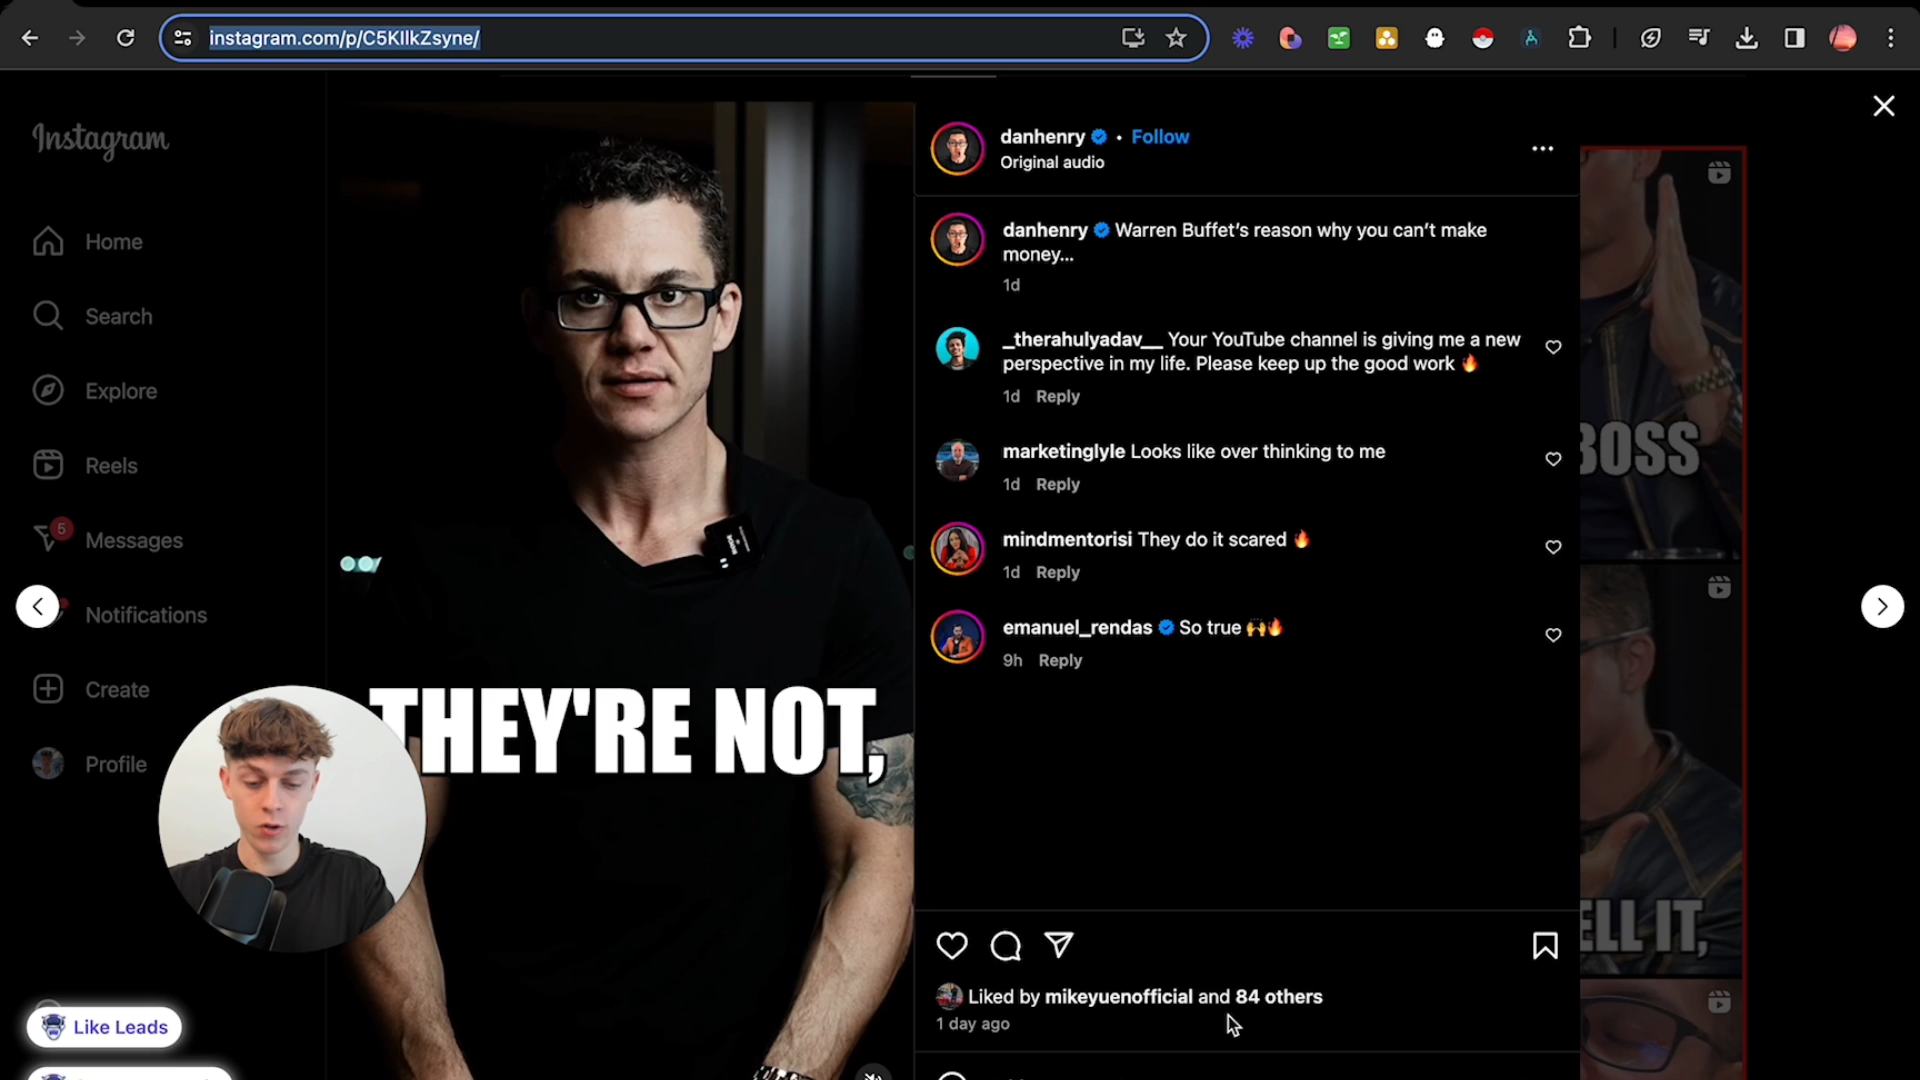 instagram.com/p/C5KIlkZsyne/
Instagram
Home
Search
Explore
Reels
5
Messages
Notifications
Create
Profile
Like Leads
THEY'RE NOT,
danhenry • Follow
Original audio
danhenry Warren Buffet’s reason why you can’t make
money...
1d
_therahulyadav__ Your YouTube channel is giving me a new
perspective in my life. Please keep up the good work 🔥
1d Reply
marketinglyle Looks like over thinking to me
1d Reply
mindmentorisi They do it scared 🔥
1d Reply
emanuel_rendas So true 🙌🔥
9h Reply
Liked by mikeyuenofficial and 84 others
1 day ago
BOSS
ELL IT,